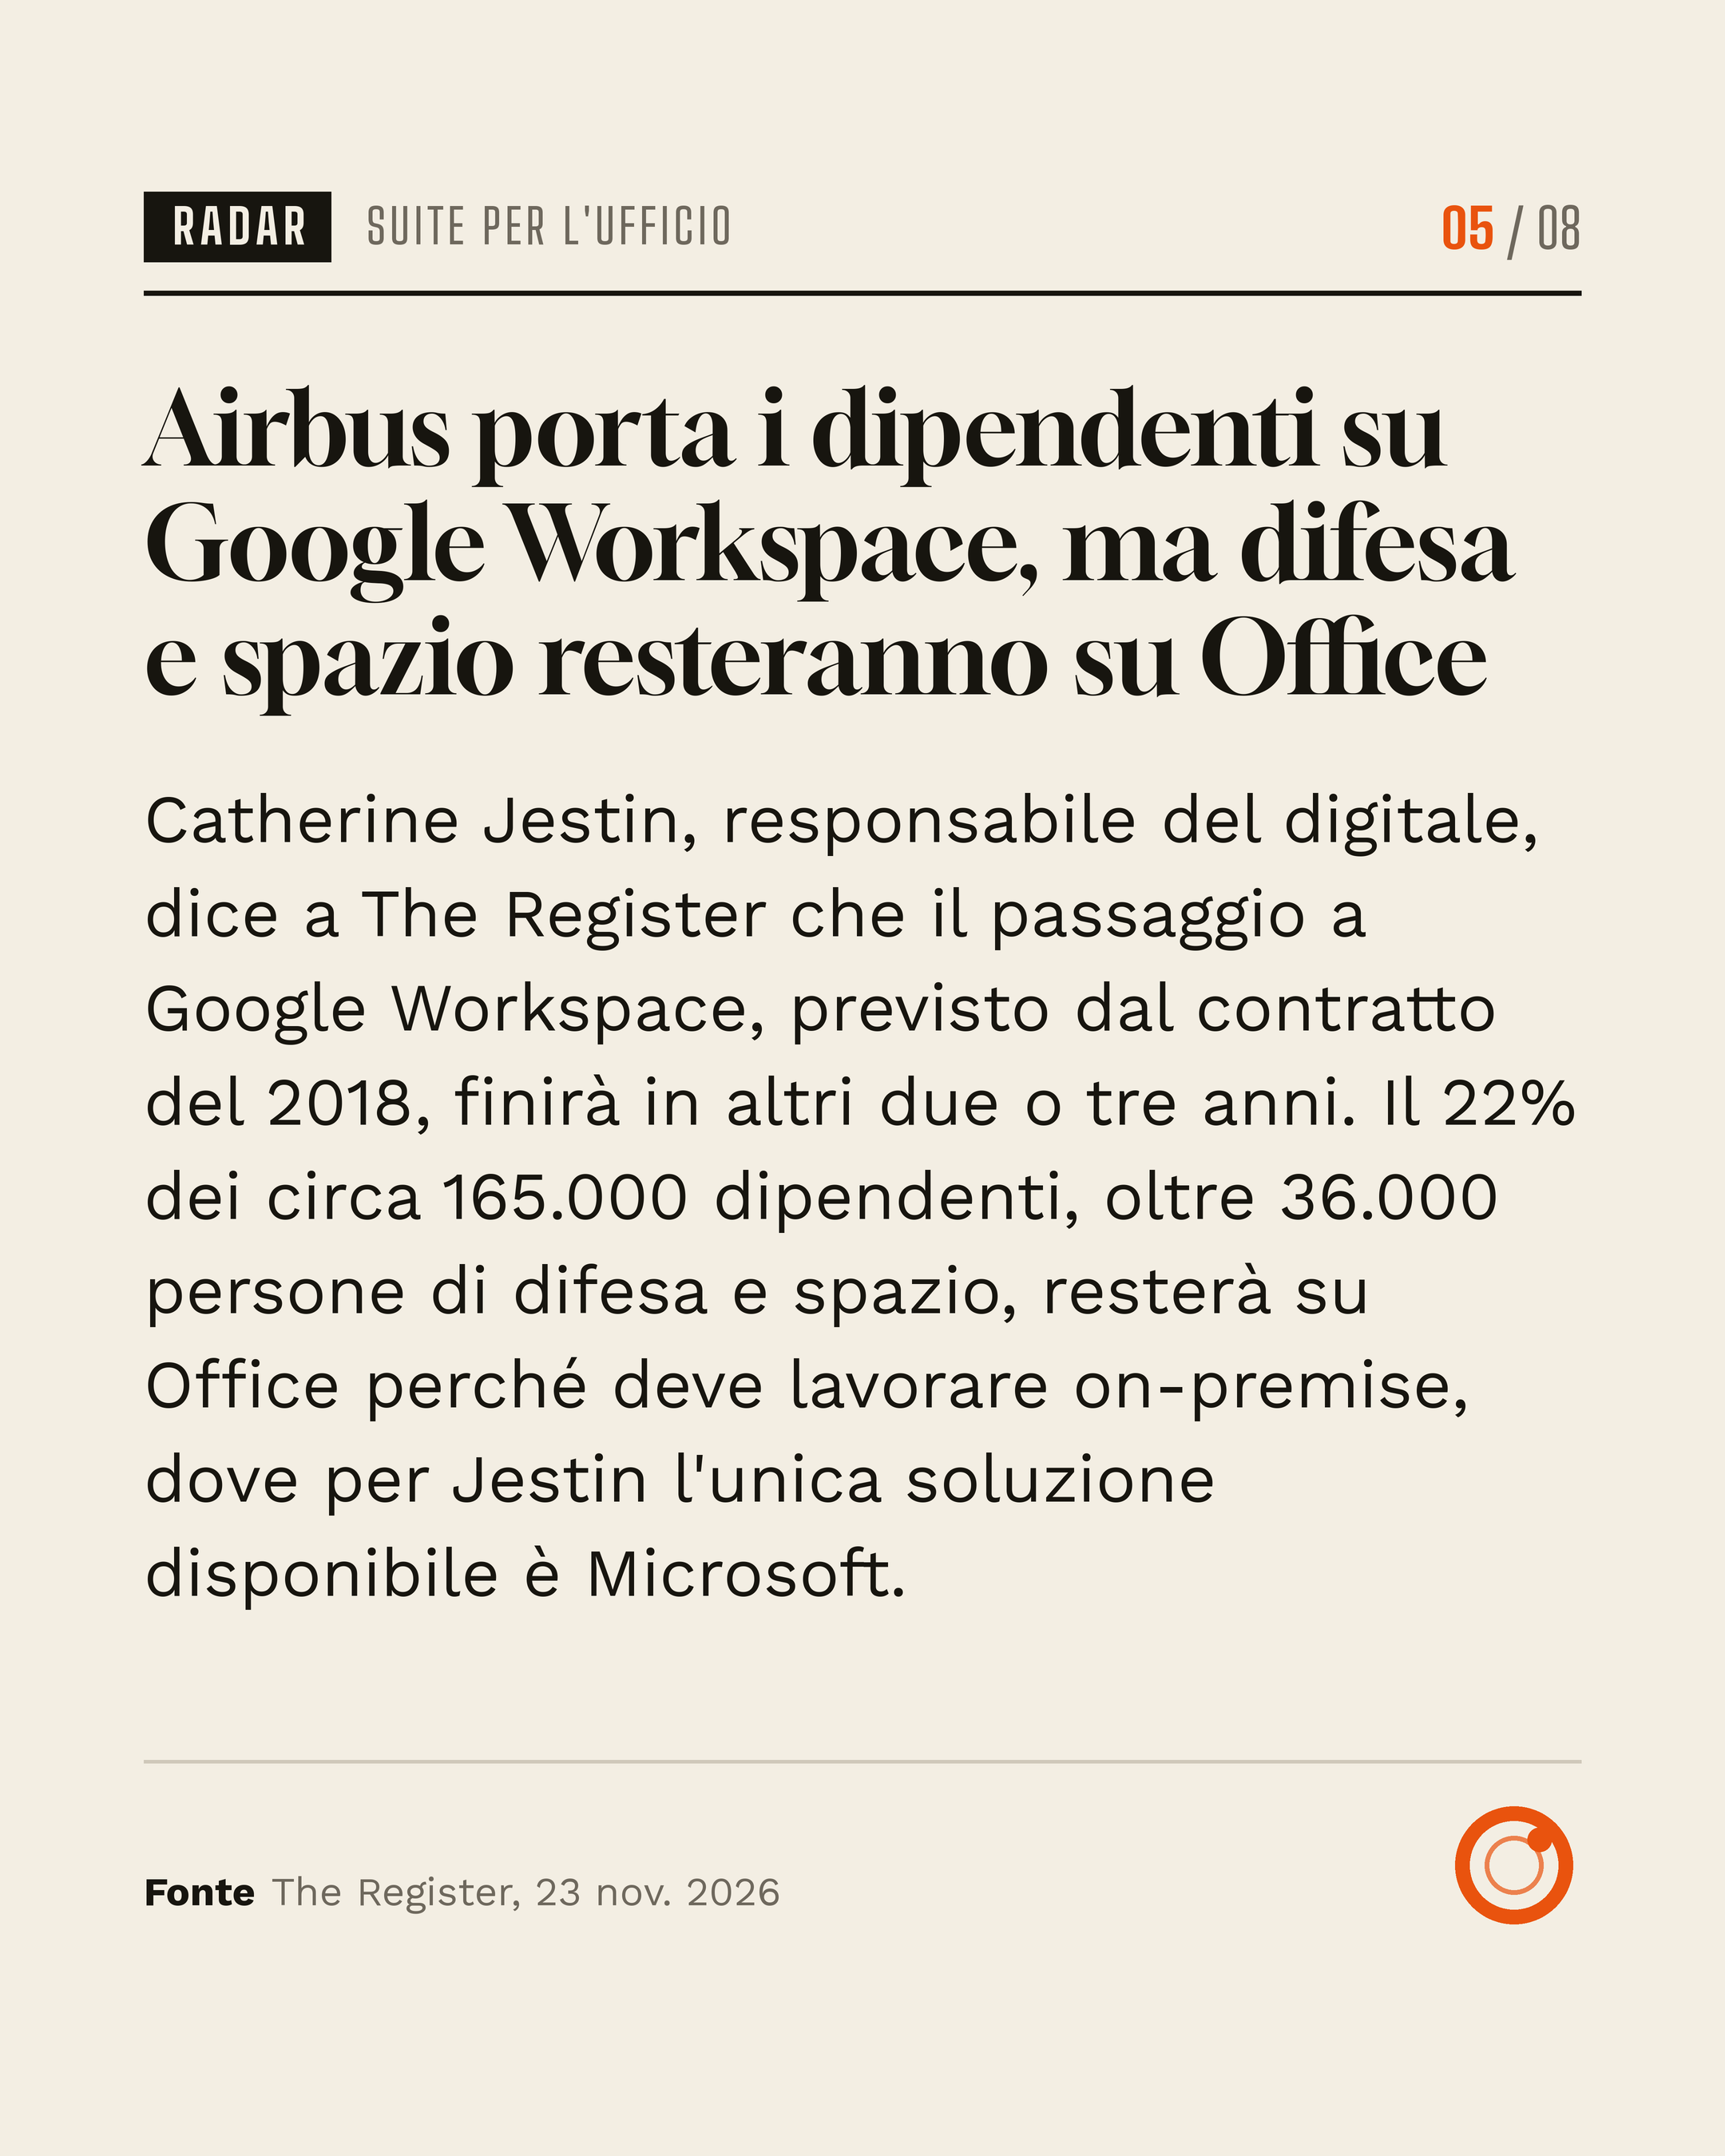 RADAR SUITE PER L'UFFICIO 05 / 08
Airbus porta i dipendenti su
Google Workspace, ma difesa
e spazio resteranno su Office
Catherine Jestin, responsabile del digitale,
dice a The Register che il passaggio a
Google Workspace, previsto dal contratto
del 2018, finirà in altri due o tre anni. Il 22%
dei circa 165.000 dipendenti, oltre 36.000
persone di difesa e spazio, resterà su
Office perché deve lavorare on-premise,
dove per Jestin l'unica soluzione
disponibile è Microsoft.
Fonte The Register, 23 nov. 2026